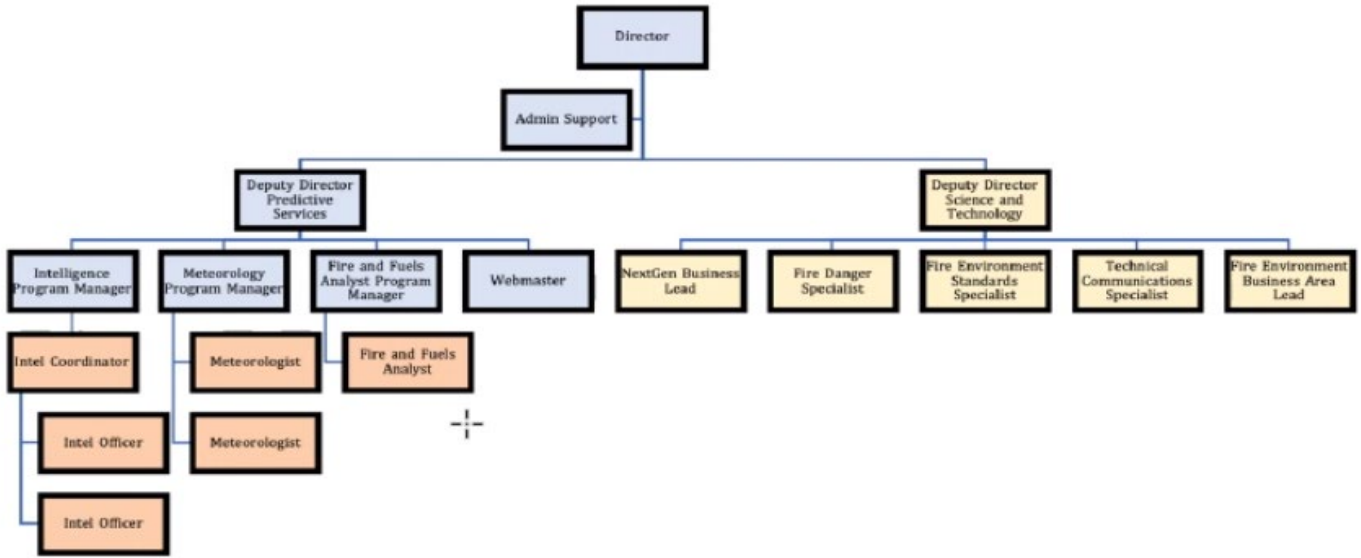 Director
Admin Support
Deputy Director
Predictive
Services
Deputy Director
Science and
Technology
Intelligence
Program Manager
Meteorology
Program Manager
Fire and Fuels
Analyst Program
Manager
Webmaster
NextGen Business
Lead
Fire Danger
Specialist
Fire Environment
Standards
Specialist
Technical
Communications
Specialist
Fire Environment
Business Area
Lead
Intel Coordinator
Meteorologist
Fire and Fuels
Analyst
Intel Officer
Meteorologist
Intel Officer